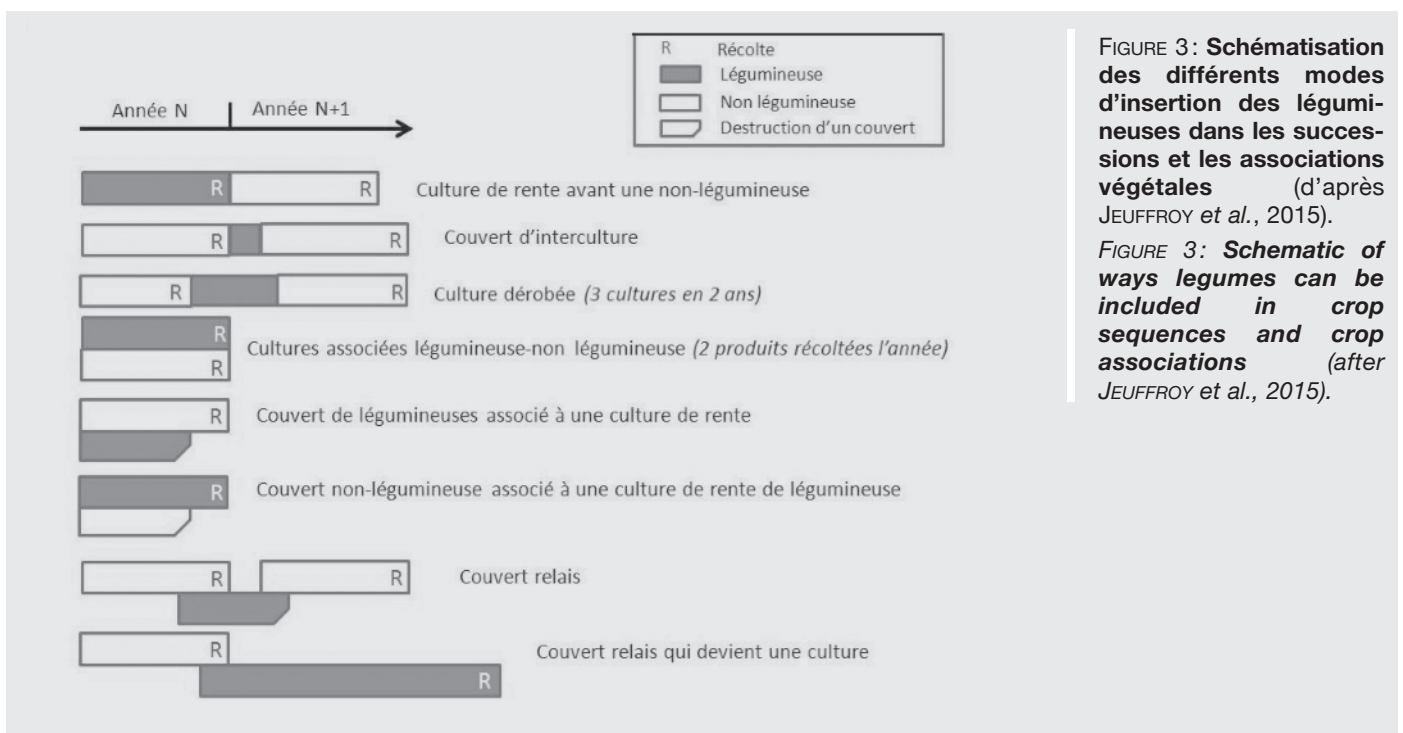 R Récolte
Légumineuse
Non légumineuse
Destruction d'un couvert
Année N Année N+1
R R Culture de rente avant une non-légumineuse
R R Couvert d'interculture
R R Culture dérobée (3 cultures en 2 ans)
R
Cultures associées légumineuse-non légumineuse (2 produits récoltées l'année)
R
R Couvert de légumineuses associé à une culture de rente
R Couvert non-légumineuse associé à une culture de rente de légumineuse
R R Couvert relais
R Couvert relais qui devient une culture
R
FIGURE 3: Schématisation
des différents modes
d'insertion des légumi-
neuses dans les succes-
sions et les associations
végétales (d'après
JEUFFROY et al., 2015).
FIGURE 3: Schematic of
ways legumes can be
included in crop
sequences and crop
associations (after
JEUFFROY et al., 2015).